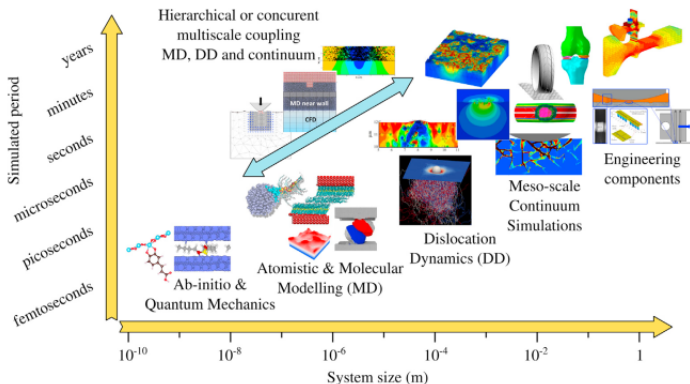 Hierarchical or concurent
multiscale coupling
MD, DD and continuum
years
minutes
seconds
microseconds
picoseconds
femtoseconds
Simulated period
MD near wall
CFD
Ab-initio &
Quantum Mechanics
Atomistic & Molecular
Modelling (MD)
Dislocation
Dynamics (DD)
Meso-scale
Continuum
Simulations
Engineering
components
10-10
10-8
10-6
10-4
10-2
1
System size (m)